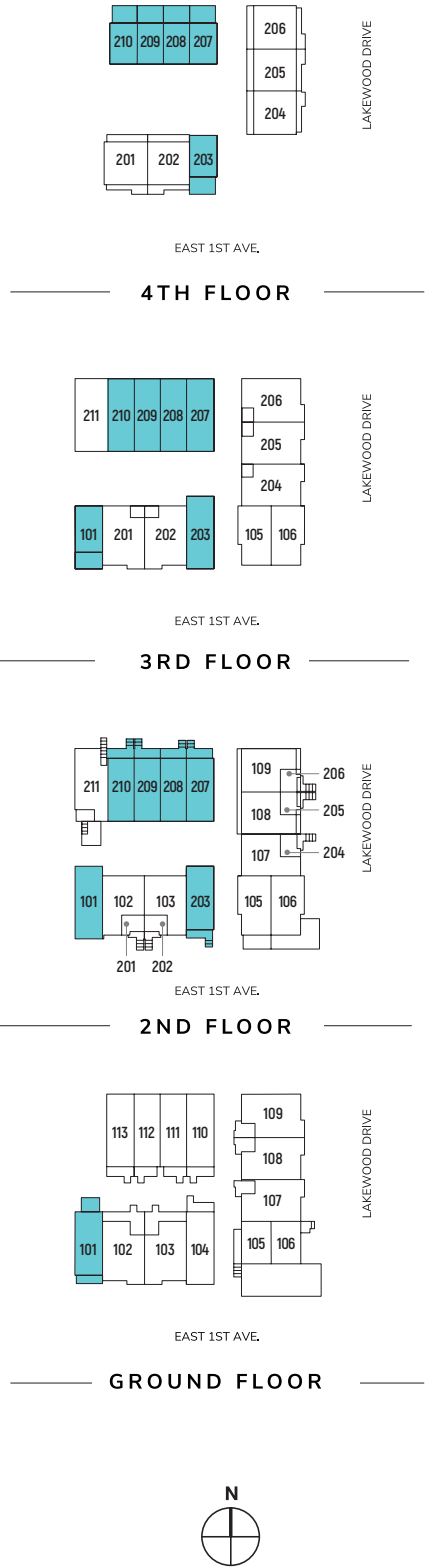 206
210 209 208 207
205
204
201 202 203
LAKEWOOD DRIVE
EAST 1ST AVE.
4TH FLOOR
211 210 209 208 207
206
205
204
101 201 202 203
105 106
LAKEWOOD DRIVE
EAST 1ST AVE.
3RD FLOOR
109
206
211 210 209 208 207
108
205
107
204
101 102 103 203
105 106
201 202
LAKEWOOD DRIVE
EAST 1ST AVE.
2ND FLOOR
109
113 112 111 110
108
107
101 102 103 104
105 106
LAKEWOOD DRIVE
EAST 1ST AVE.
GROUND FLOOR
N